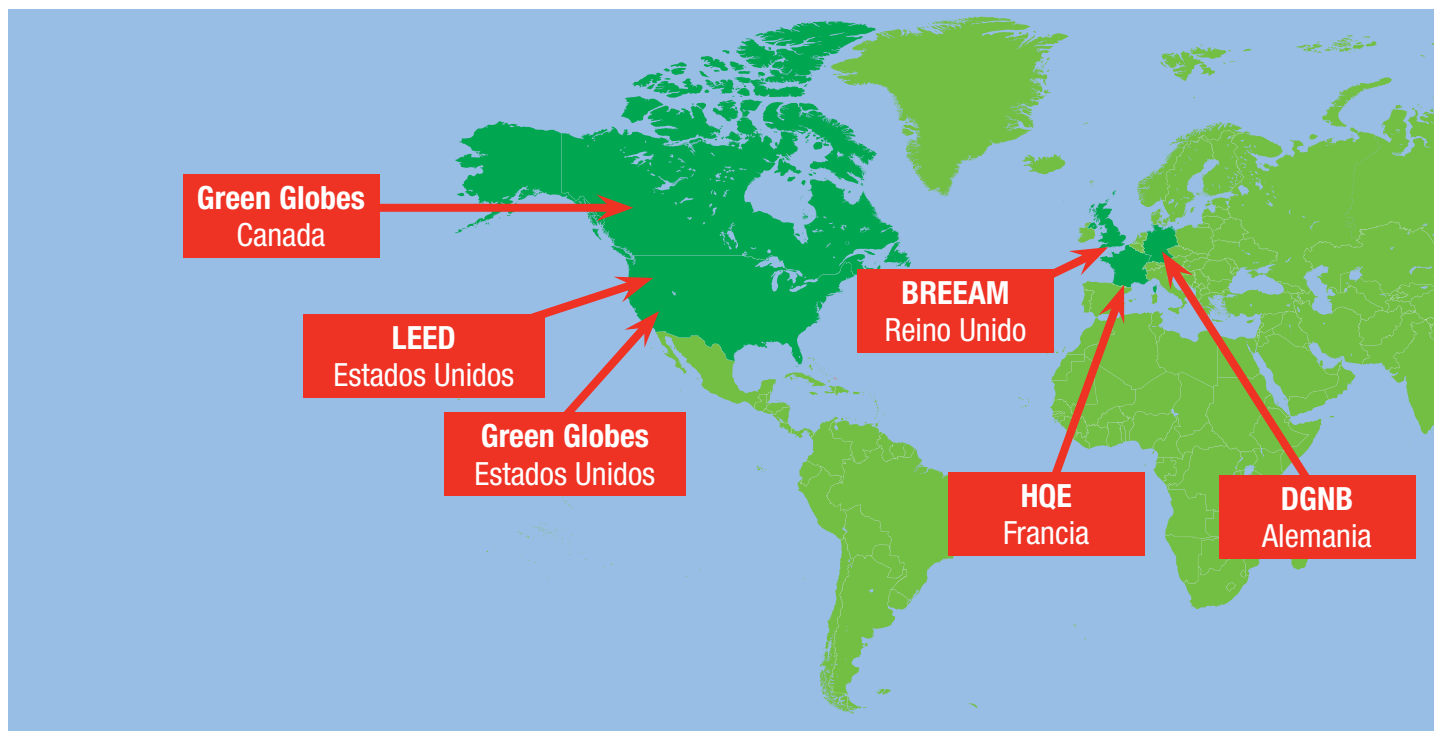 Green Globes
Canada
LEED
Estados Unidos
Green Globes
Estados Unidos
BREEAM
Reino Unido
HQE
Francia
DGNB
Alemania